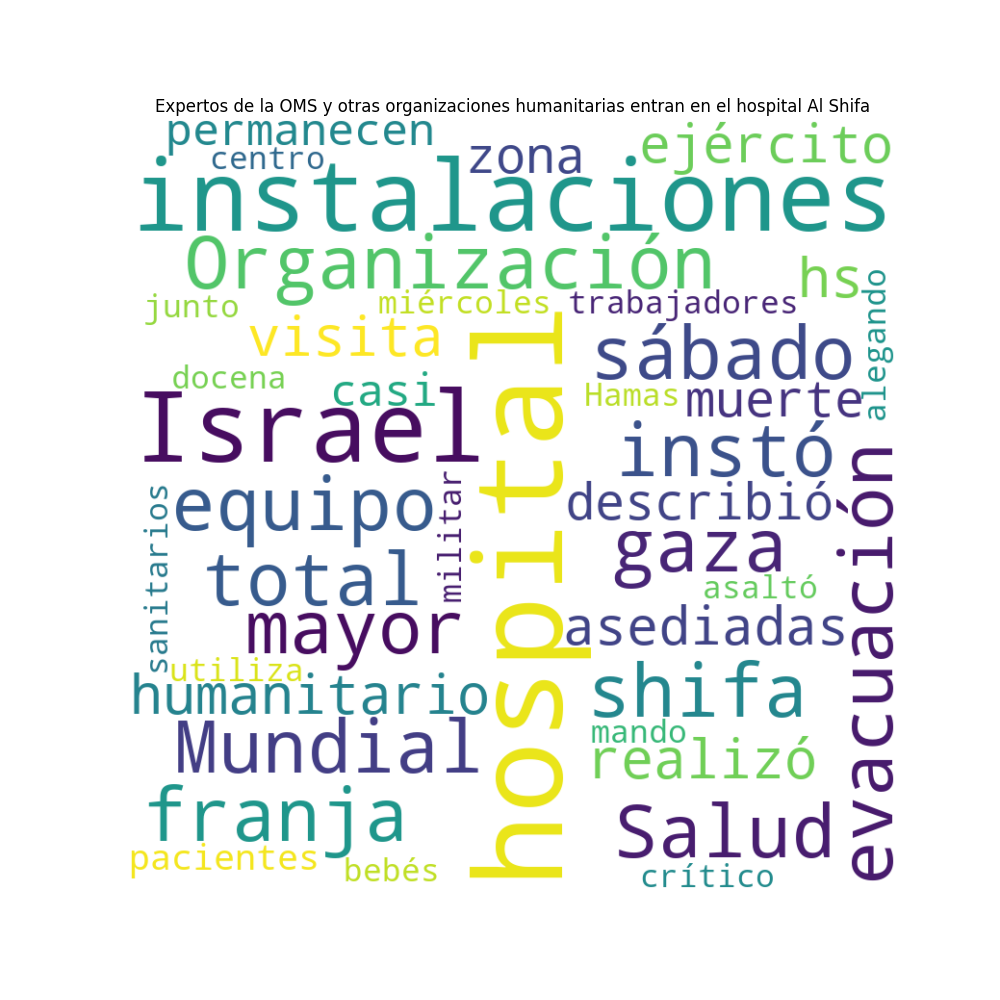 Expertos de la OMS y otras organizaciones humanitarias entran en el hospital Al Shifa
permanecen
ejército
centro
zona
instalaciones
Organización
hs
alegando
junto
miércoles
trabajadores
visita
sábado
docena
casi
Hamas
muerte
Israel
hospital
instó
evacuación
equipo
describió
sanitarios
militar
gaza
total
asaltó
mayor
asediadas
utiliza
humanitario
shifa
mando
Mundial
realizó
franja
Salud
pacientes
bebés
crítico